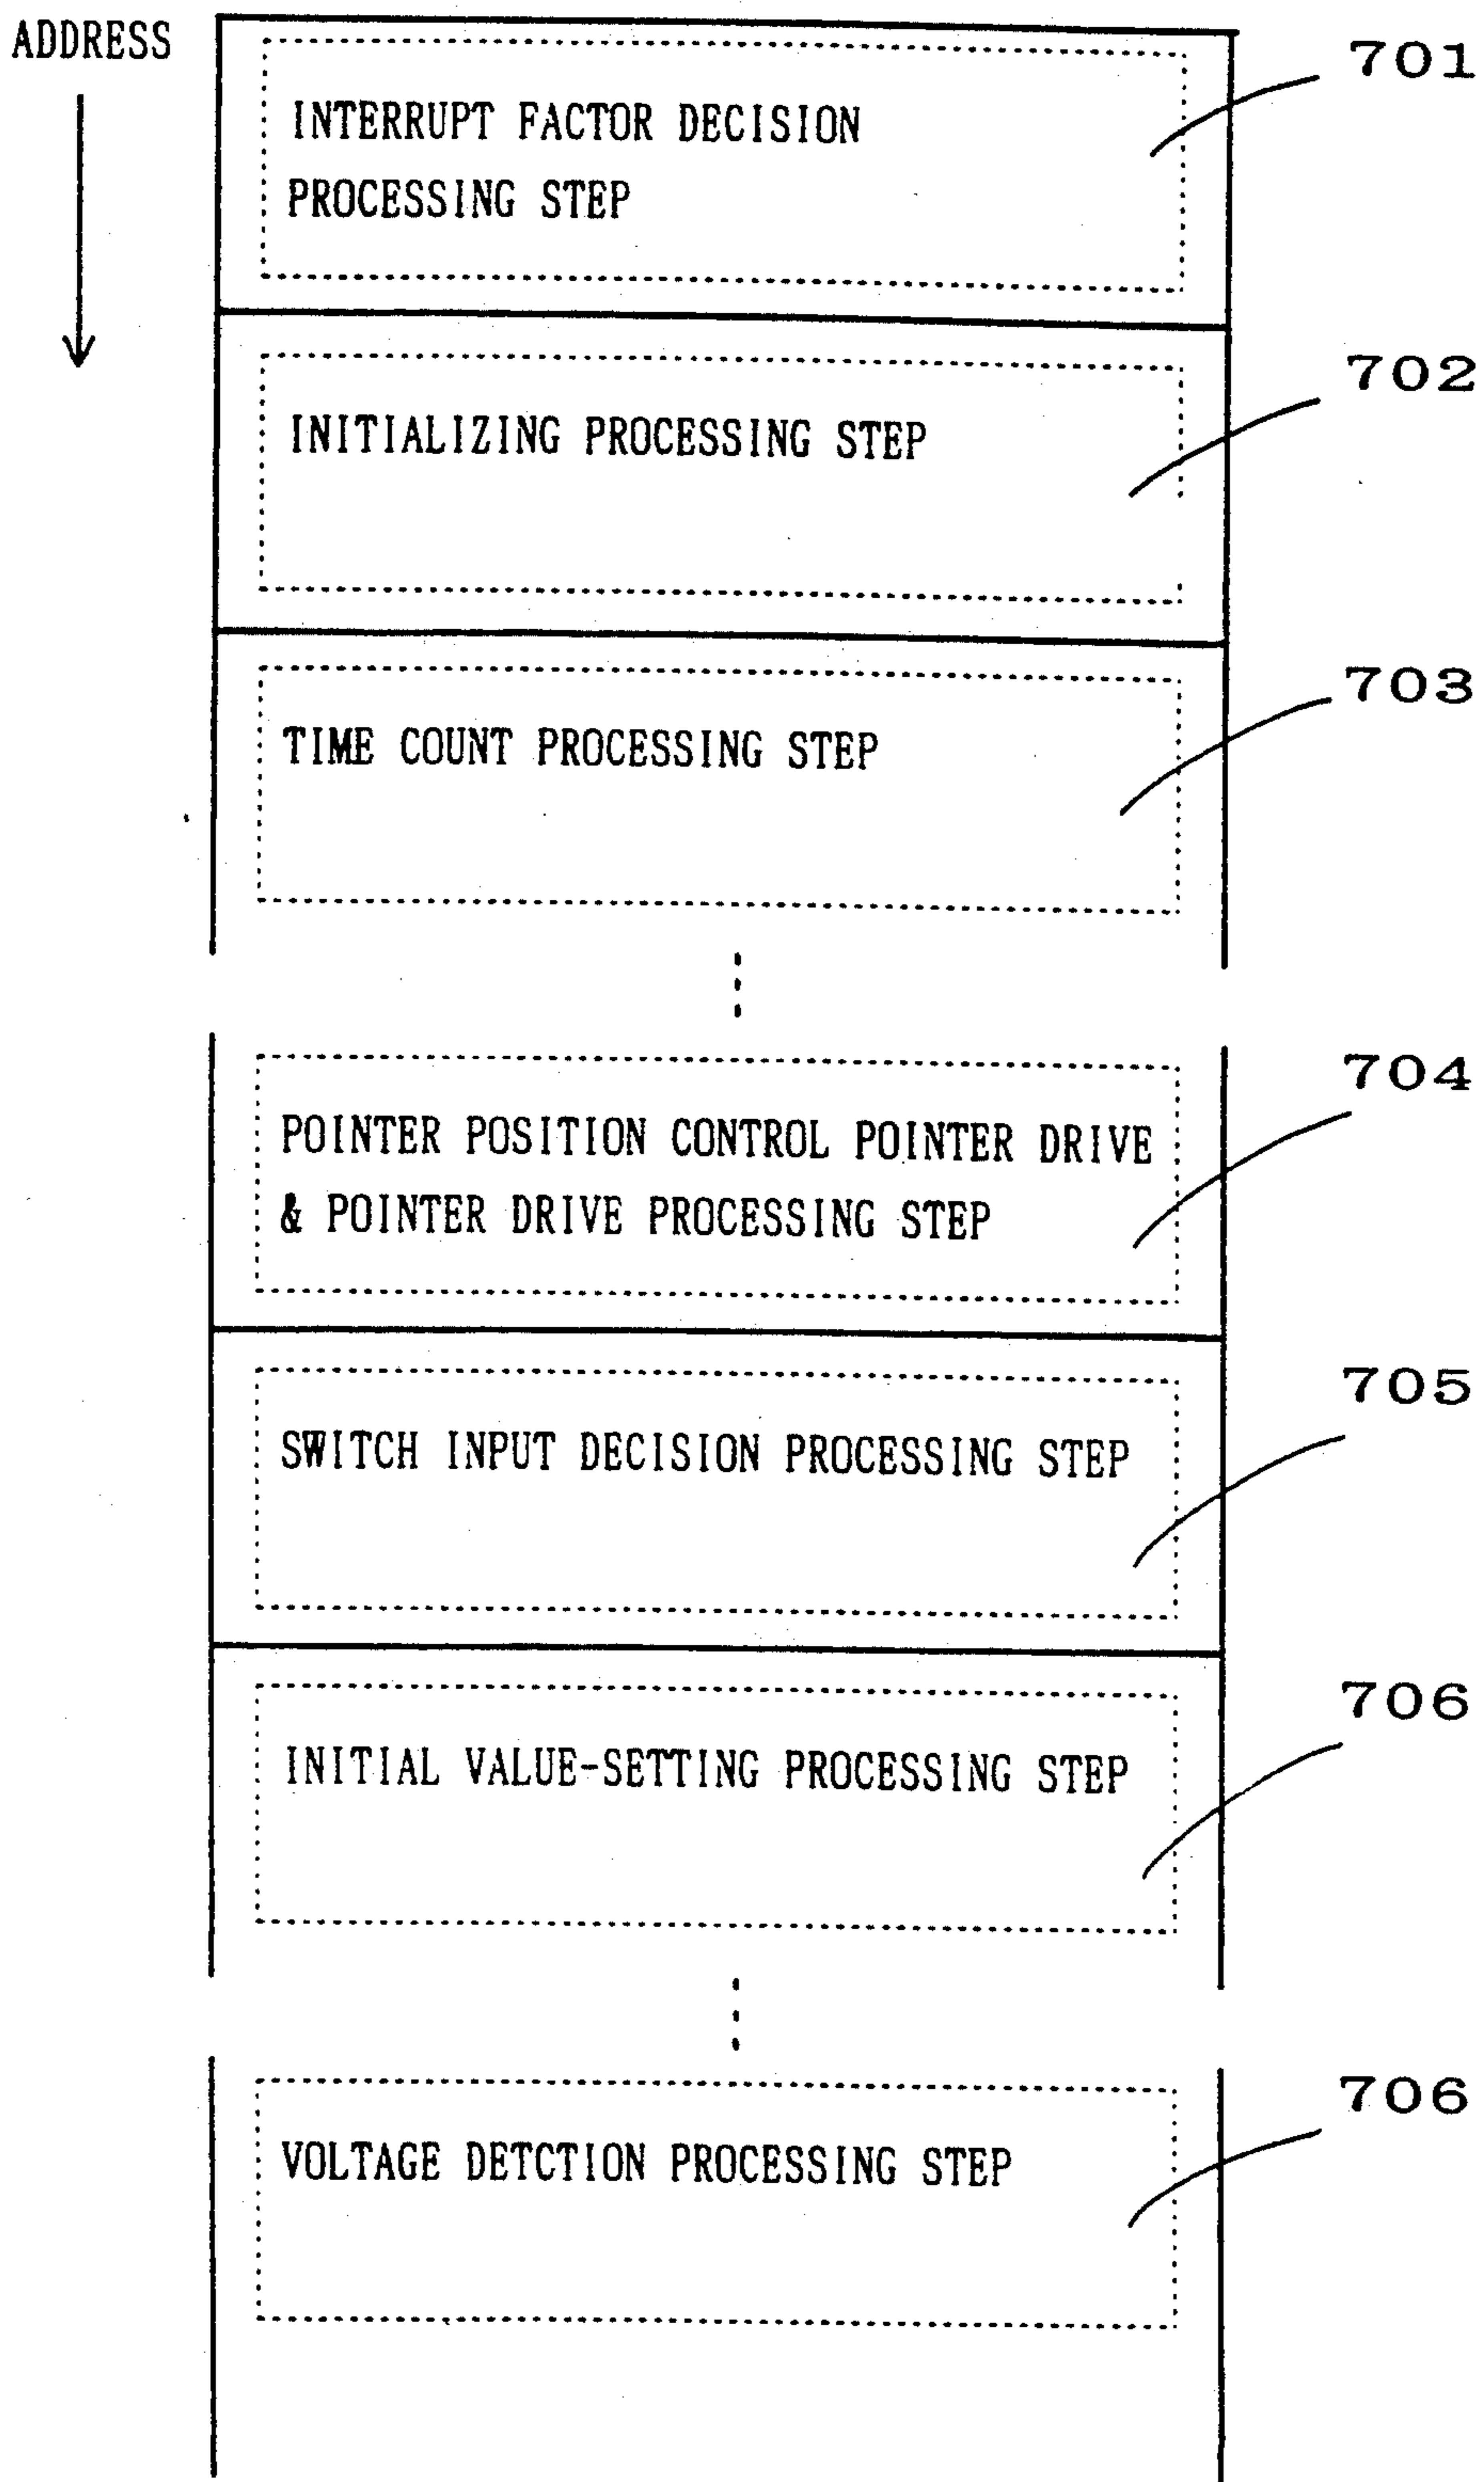 ADDRESS
701
INTERRUPT FACTOR DECISION
PROCESSING STEP
702
INITIALIZING PROCESSING STEP
703
TIME COUNT PROCESSING STEP
704
POINTER POSITION CONTROL POINTER DRIVE
& POINTER DRIVE PROCESSING STEP
705
SWITCH INPUT DECISION PROCESSING STEP
706
INITIAL VALUE-SETTING PROCESSING STEP
706
VOLTAGE DETCTION PROCESSING STEP